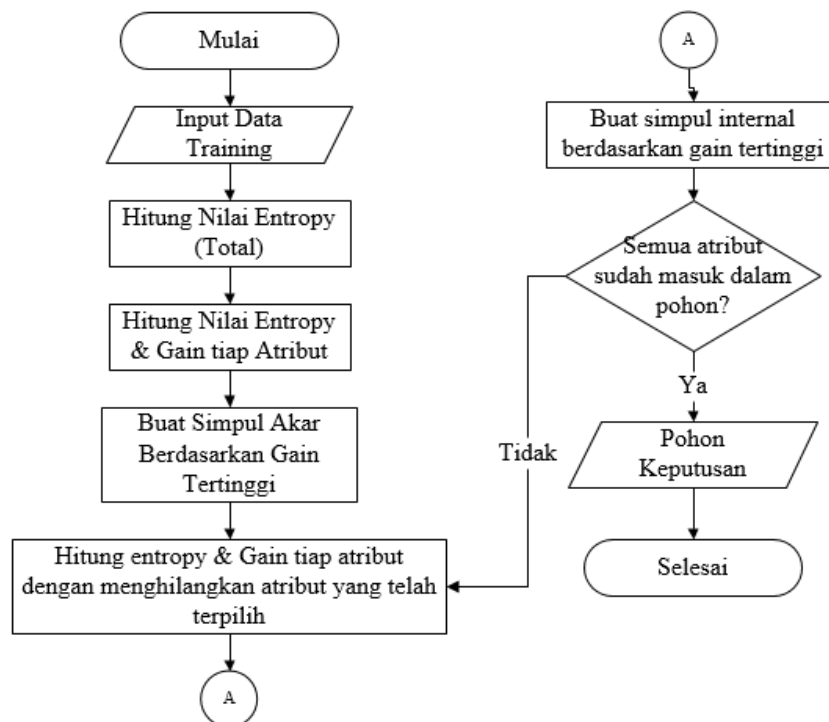 Mulai
Input Data
Training
Hitung Nilai Entropy
(Total)
Hitung Nilai Entropy
& Gain tiap Atribut
Buat Simpul Akar
Berdasarkan Gain
Tertinggi
Hitung entropy & Gain tiap atribut
dengan menghilangkan atribut yang telah
terpilih
A
A
Buat simpul internal
berdasarkan gain tertinggi
Semua atribut
sudah masuk dalam
pohon?
Tidak
Ya
Pohon
Keputusan
Selesai